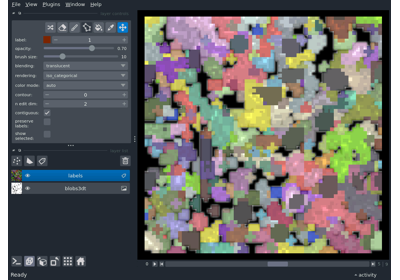 File View Plugins Window Help
label: 1
opacity: 0.70
brush size: 10
blending: translucent
rendering: iso_categorical
color mode: auto
contour: 0
n edit dim: 2
contiguous:
preserve
labels:
show
selected:
labels
blobs3dt
Ready
activity